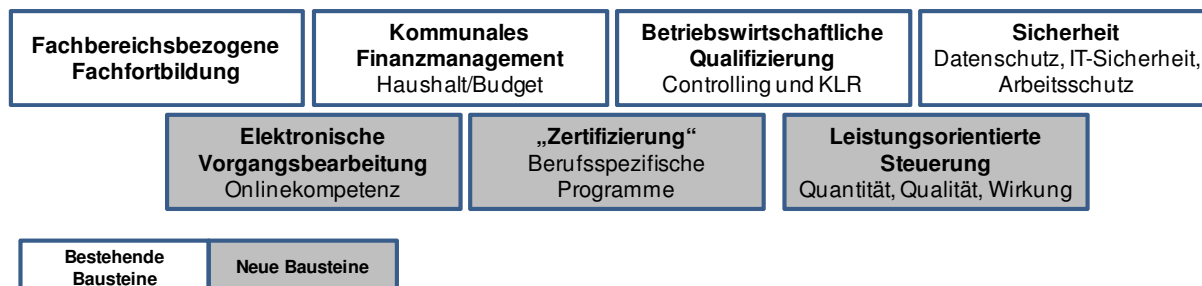 Fachbereichsbezogene
Fachfortbildung
Kommunales
Finanzmanagement
Haushalt/Budget
Betriebswirtschaftliche
Qualifizierung
Controlling und KLR
Sicherheit
Datenschutz, IT-Sicherheit,
Arbeitsschutz
Elektronische
Vorgangsbearbeitung
Onlinekompetenz
„Zertifizierung“
Berufsspezifische
Programme
Leistungsorientierte
Steuerung
Quantität, Qualität, Wirkung
Bestehende
Bausteine
Neue Bausteine